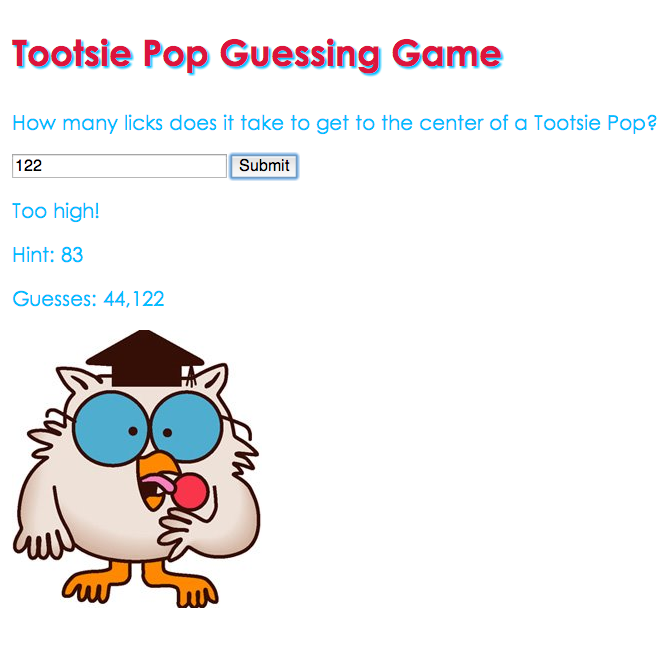 Tootsie Pop Guessing Game
How many licks does it take to get to the center of a Tootsie Pop?
122 Submit
Too high!
Hint: 83
Guesses: 44,122